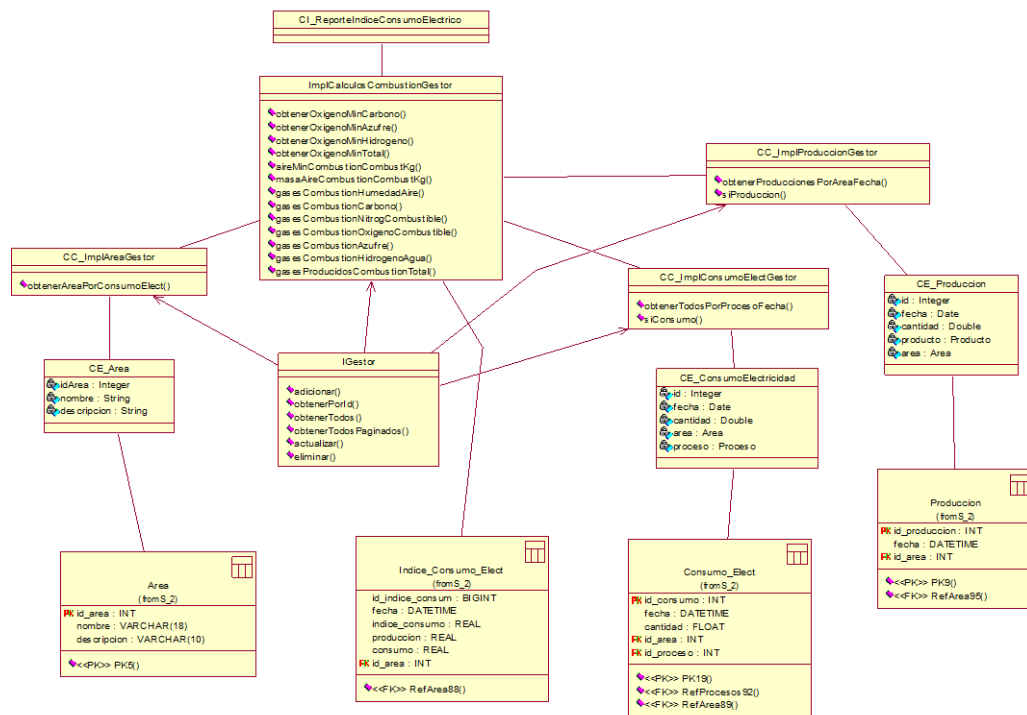 CI_ReporteIndiceConsumoElectrico
ImplCalculosCombustionGestor
obtenerOxigenoMinCarbono()
obtenerOxigenoMinAzufre()
obtenerOxigenoMinHidrogeno()
obtenerOxigenoMinTotal()
aireMinCombustionCombustKg()
masaAireCombustionCombustKg()
gasesCombustionHumedadAire()
gasesCombustionCarbono()
gasesCombustionNitrogCombustible()
gasesCombustionOxigenoCombustible()
gasesCombustionAzufre()
gasesCombustionHidrogenoAgua()
gasesProducidosCombustionTotal()
CC_ImplProduccionGestor
obtenerProduccionesPorAreaFecha()
siProduccion()
CC_ImplAreaGestor
obtenerAreaPorConsumoElect()
CC_ImplConsumoElectGestor
obtenerTodosPorProcesoFecha()
siConsumo()
CE_Produccion
id : Integer
fecha : Date
cantidad : Double
producto : Producto
area : Area
CE_Area
idArea : Integer
nombre : String
descripcion : String
IGestor
adicionar()
obtenerPorId()
obtenerTodos()
obtenerTodosPaginados()
actualizar()
eliminar()
CE_ConsumoElectricidad
id : Integer
fecha : Date
cantidad : Double
area : Area
proceso : Proceso
Produccion
(from S_2)
PK id_produccion : INT
fecha : DATETIME
FK id_area : INT
<<PK>> PK9()
<<FK>> RefArea95()
Area
(from S_2)
PK id_area : INT
nombre : VARCHAR(18)
descripcion : VARCHAR(10)
<<PK>> PK5()
Indice_Consumo_Elect
(from S_2)
id_indice_consum : BIGINT
fecha : DATETIME
indice_consumo : REAL
produccion : REAL
consumo : REAL
FK id_area : INT
<<FK>> RefArea88()
Consumo_Elect
(from S_2)
PK id_consumo : INT
fecha : DATETIME
cantidad : FLOAT
FK id_area : INT
FK id_proceso : INT
<<PK>> PK19()
<<FK>> RefProcesos92()
<<FK>> RefArea89()